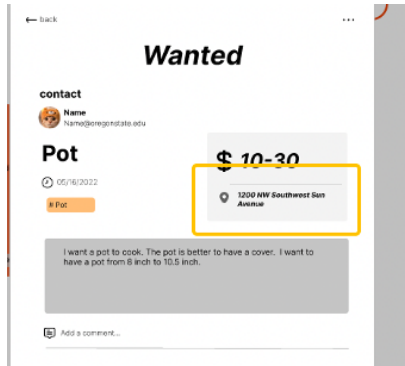 back
Wanted
contact
Name
Name@oregonstate.edu
Pot
$ 10-30
05/16/2022
1200 NW Southwest Sun
Avenue
# Pot
I want a pot to cook. The pot is better to have a cover. I want to
have a pot from 8 inch to 10.5 inch.
Add a comment...